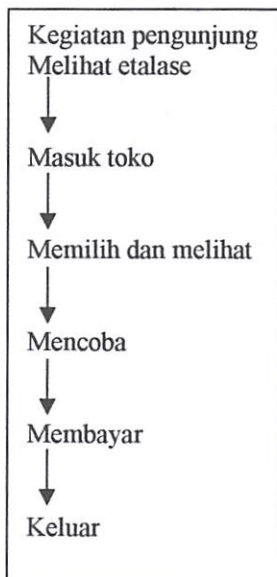 Kegiatan pengunjung
Melihat etalase
Masuk toko
Memilih dan melihat
Mencoba
Membayar
Keluar